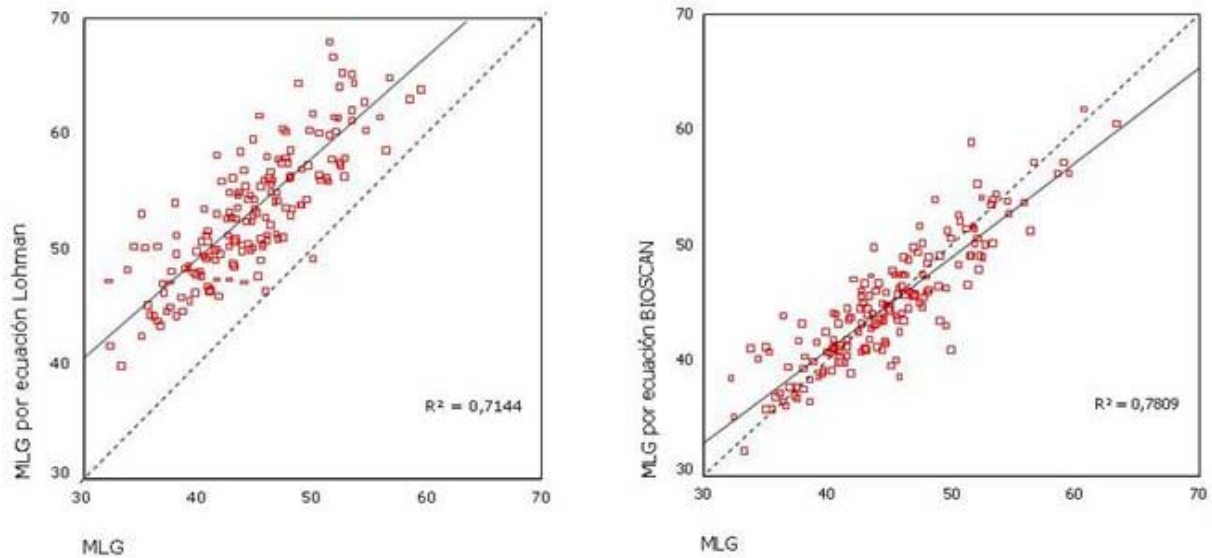 70
60
50
40
30
MLG por ecuación Lohman
R² = 0,7144
30 40 50 60 70
MLG
70
60
50
40
30
MLG por ecuación BIOSCAN
R² = 0,7809
30 40 50 60 70
MLG